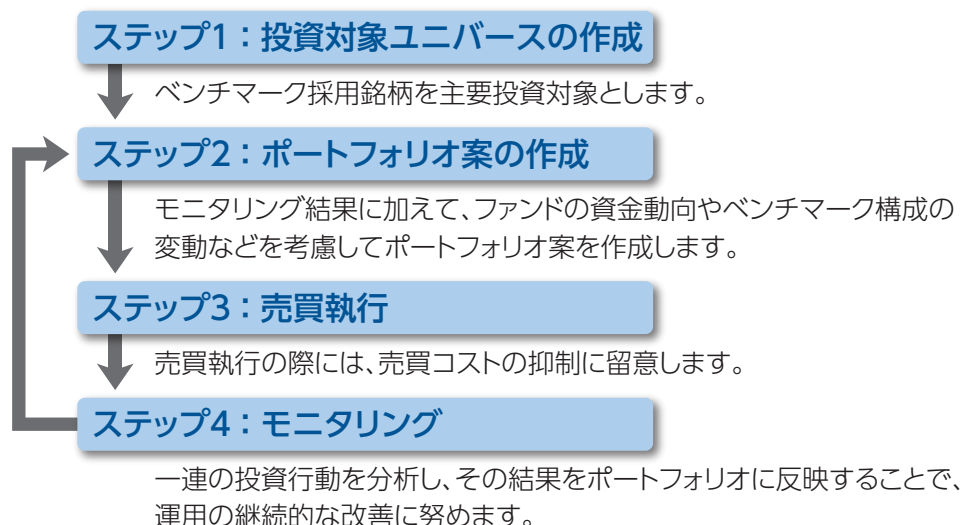 ステップ1：投資対象ユニバースの作成
ベンチマーク採用銘柄を主要投資対象とします。
ステップ2：ポートフォリオ案の作成
モニタリング結果に加えて、ファンドの資金動向やベンチマーク構成の
変動などを考慮してポートフォリオ案を作成します。
ステップ3：売買執行
売買執行の際には、売買コストの抑制に留意します。
ステップ4：モニタリング
一連の投資行動を分析し、その結果をポートフォリオに反映することで、
運用の継続的な改善に努めます。